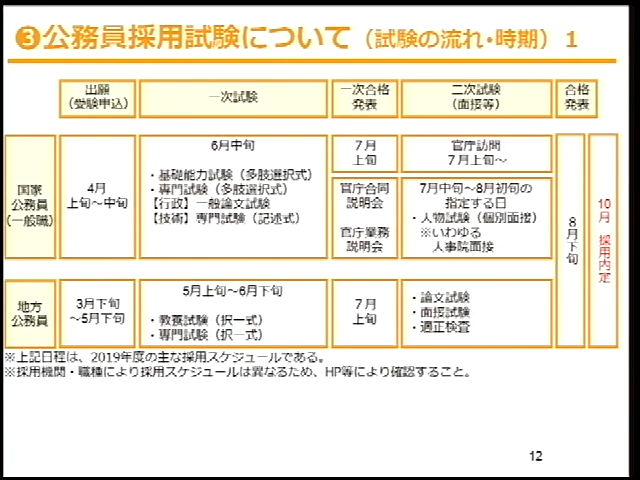 ❸公務員採用試験について（試験の流れ・時期）1
出願
（受験申込）
一次試験
一次合格
発表
二次試験
（面接等）
合格
発表
国家
公務員
（一般職）
4月
上旬～中旬
6月中旬
・基礎能力試験（多肢選択式）
・専門試験（多肢選択式）
【行政】一般論文試験
【技術】専門試験（記述式）
7月
上旬
官庁訪問
7月上旬～
官庁合同
説明会
官庁業務
説明会
7月中旬～8月初旬の
指定する日
・人物試験（個別面接）
※いわゆる
人事院面接
8月下旬
10月 採用内定
地方
公務員
3月下旬
～5月下旬
5月上旬～6月下旬
・教養試験（択一式）
・専門試験（択一式）
7月
上旬
・論文試験
・面接試験
・適正検査
※上記日程は、2019年度の主な採用スケジュールである。
※採用機関・職種により採用スケジュールは異なるため、HP等により確認すること。
12